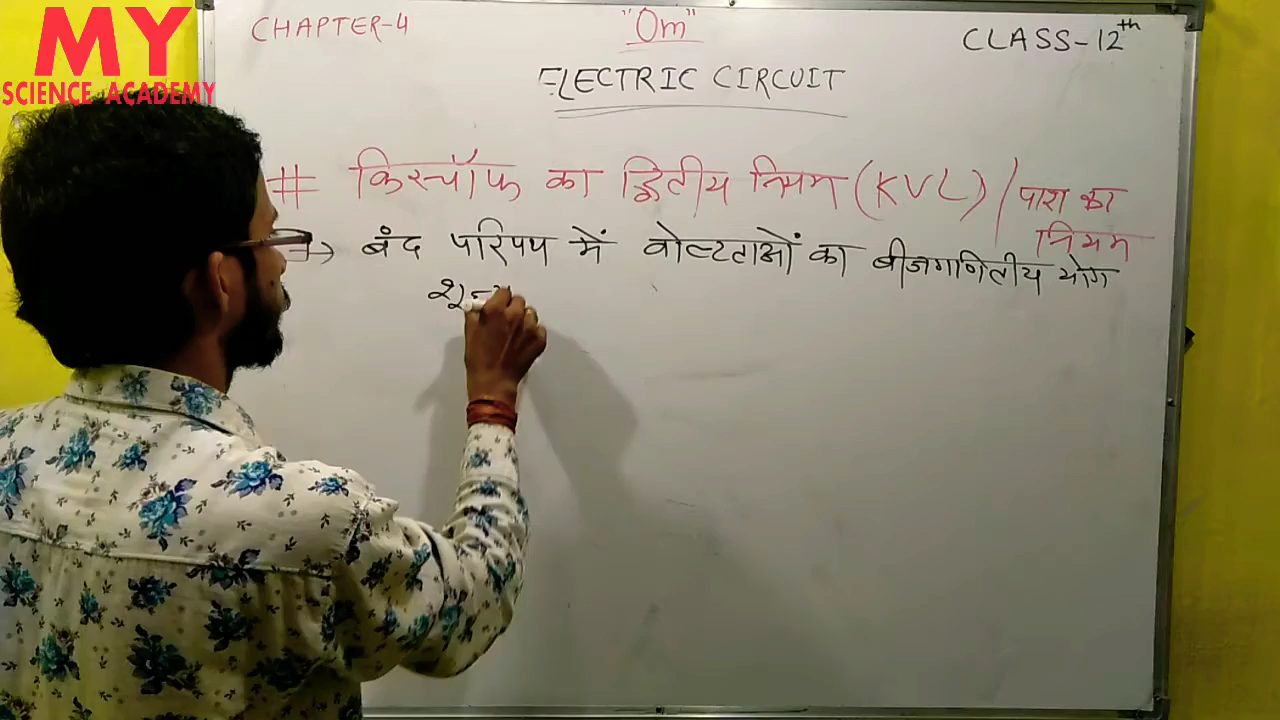 MY
SCIENCE ACADEMY
CHAPTER-4
"Om"
CLASS-12th
ELECTRIC CIRCUIT
# किरचॉफ का द्वितीय नियम (KVL) / पाश का
नियम
→ बंद परिपथ में वोल्टताओं का बीजगणितीय योग
शून्य